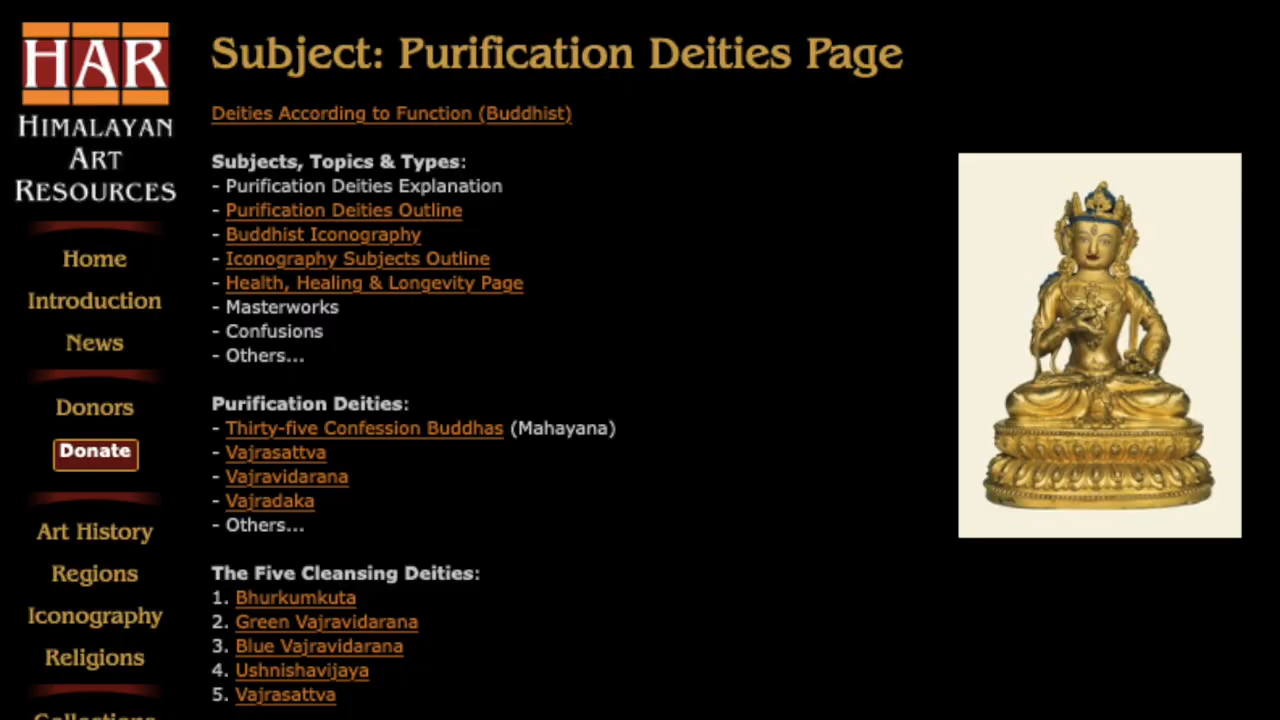 HAR
HIMALAYAN
ART
RESOURCES
Home
Introduction
News
Donors
Donate
Art History
Regions
Iconography
Religions
Collections
Subject: Purification Deities Page
Deities According to Function (Buddhist)
Subjects, Topics & Types:
- Purification Deities Explanation
- Purification Deities Outline
- Buddhist Iconography
- Iconography Subjects Outline
- Health, Healing & Longevity Page
- Masterworks
- Confusions
- Others...
Purification Deities:
- Thirty-five Confession Buddhas (Mahayana)
- Vajrasattva
- Vajravidarana
- Vajradaka
- Others...
The Five Cleansing Deities:
1. Bhurkumkuta
2. Green Vajravidarana
3. Blue Vajravidarana
4. Ushnishavijaya
5. Vajrasattva